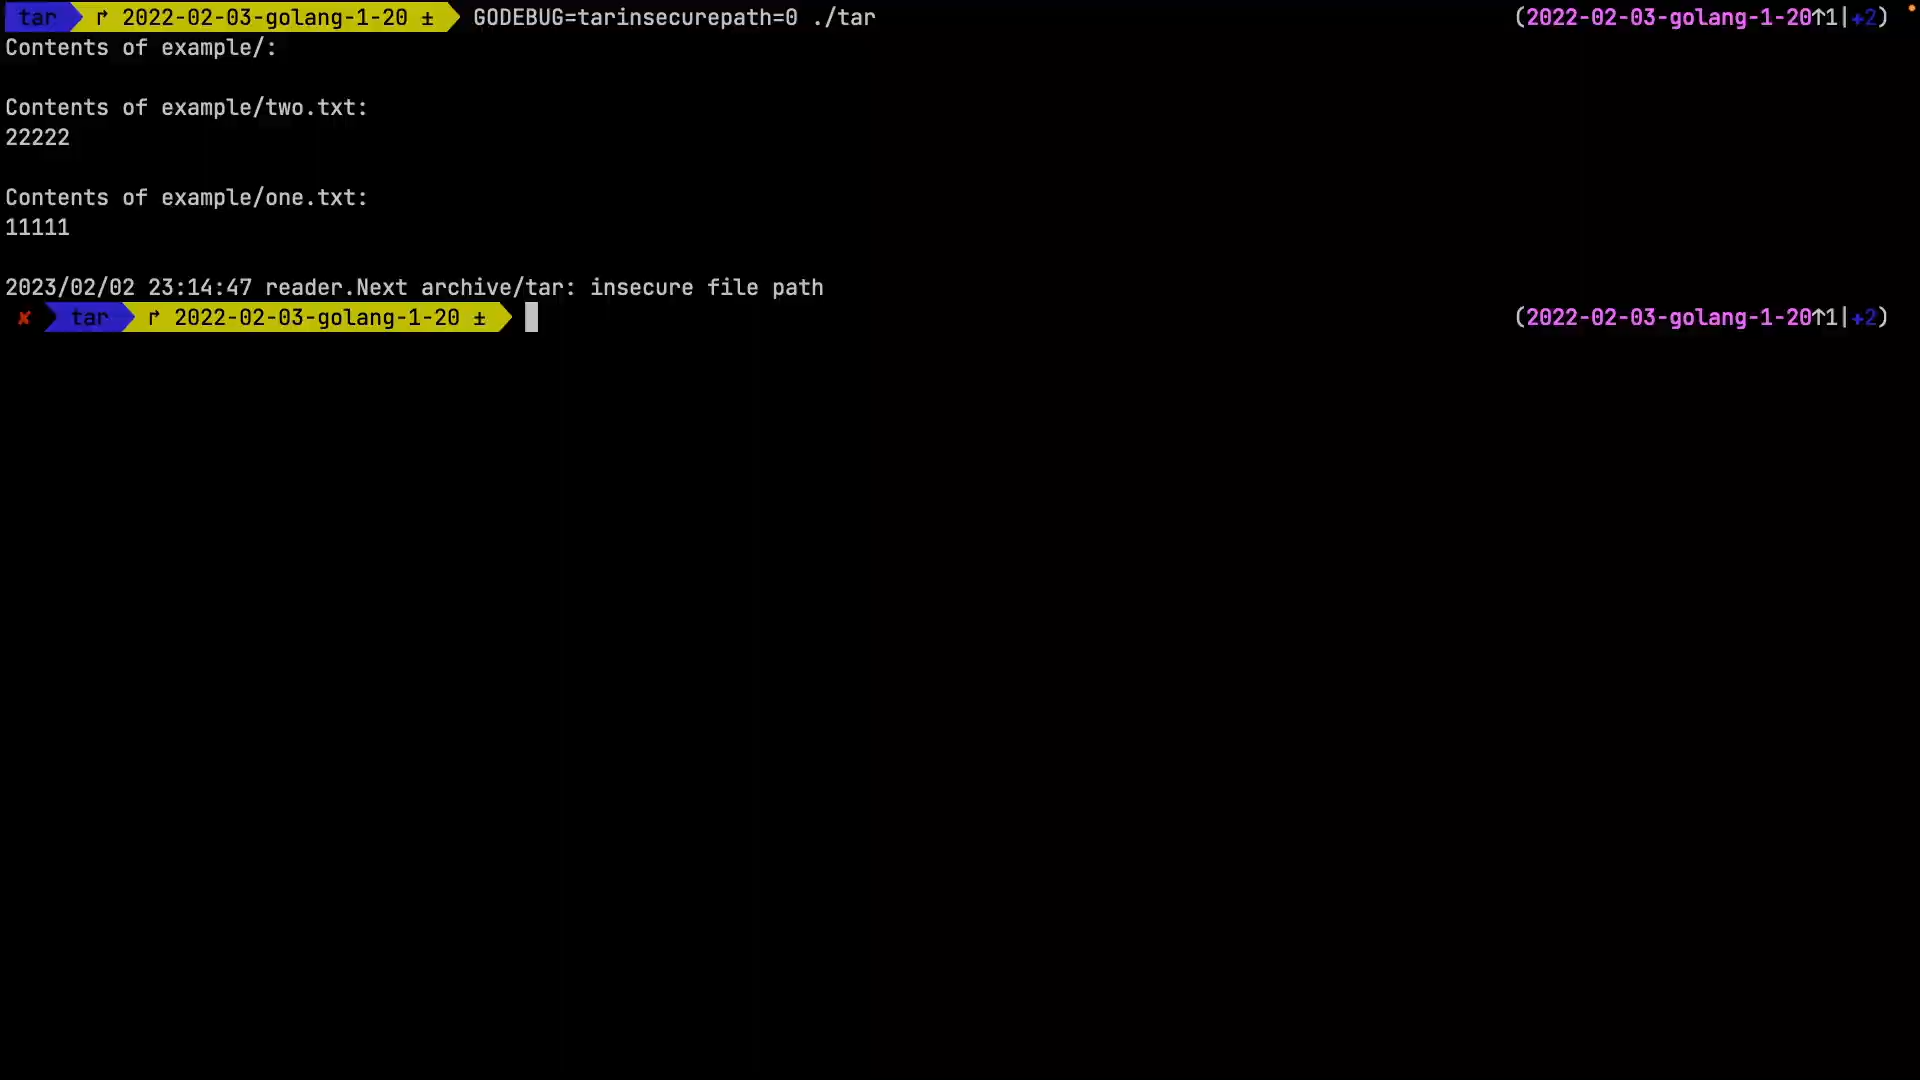 tar ↱ 2022-02-03-golang-1-20 ± GODEBUG=tarinsecurepath=0 ./tar (2022-02-03-golang-1-20↑1|+2)
Contents of example/:
Contents of example/two.txt:
22222
Contents of example/one.txt:
11111
2023/02/02 23:14:47 reader.Next archive/tar: insecure file path
✘ tar ↱ 2022-02-03-golang-1-20 ± (2022-02-03-golang-1-20↑1|+2)